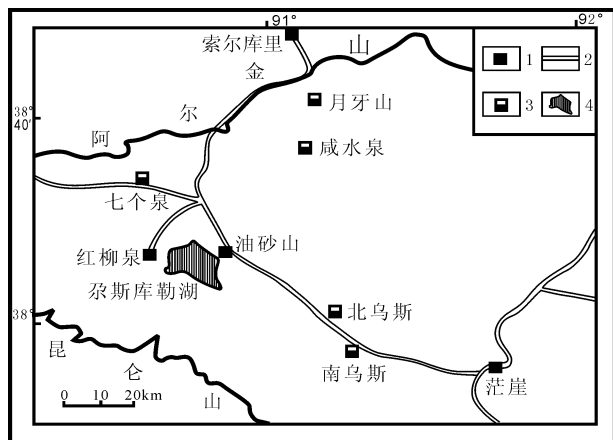 91°
92°
索尔库里
山
金
1
2
38°
40′
月牙山
3
4
尔
阿
咸水泉
七个泉
油砂山
红柳泉
尕斯库勒湖
38°
北乌斯
昆
仑
南乌斯
茫崖
0 10 20km
山